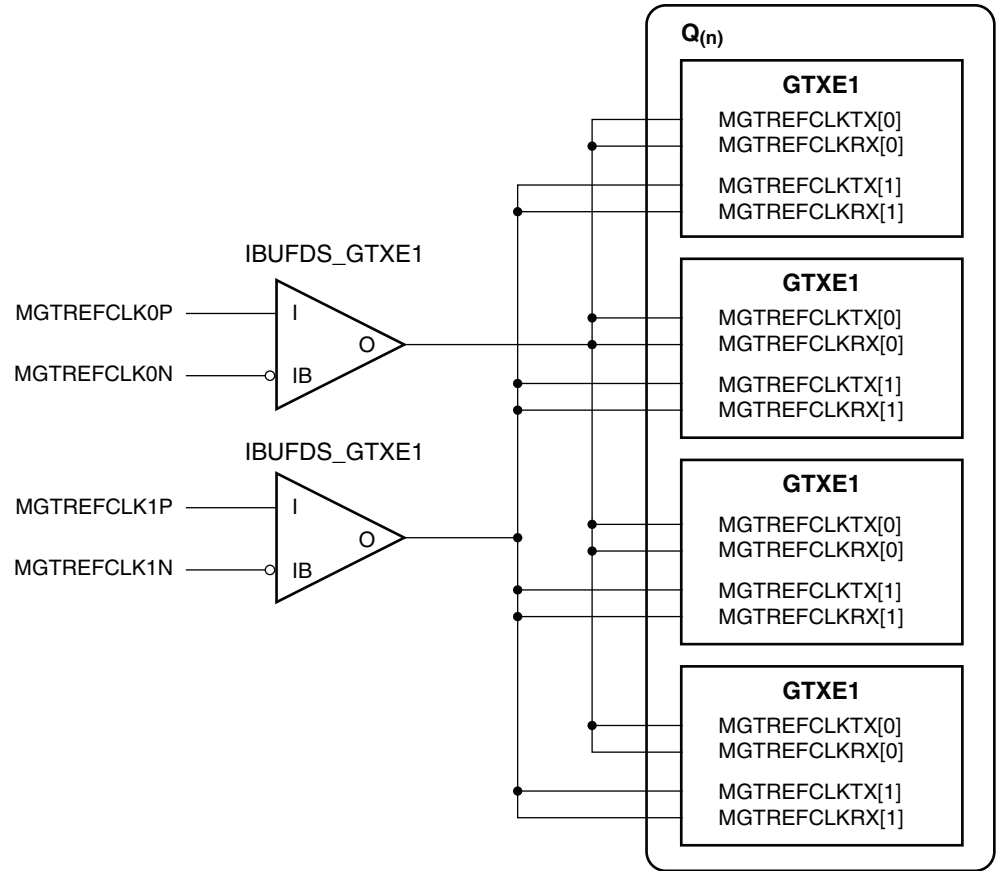 Q(n)
GTXE1
MGTREFCLKTX[0]
MGTREFCLKRX[0]
MGTREFCLKTX[1]
MGTREFCLKRX[1]
IBUFDS_GTXE1
MGTREFCLK0P
I
O
MGTREFCLK0N
IB
GTXE1
MGTREFCLKTX[0]
MGTREFCLKRX[0]
MGTREFCLKTX[1]
MGTREFCLKRX[1]
IBUFDS_GTXE1
MGTREFCLK1P
I
O
MGTREFCLK1N
IB
GTXE1
MGTREFCLKTX[0]
MGTREFCLKRX[0]
MGTREFCLKTX[1]
MGTREFCLKRX[1]
GTXE1
MGTREFCLKTX[0]
MGTREFCLKRX[0]
MGTREFCLKTX[1]
MGTREFCLKRX[1]